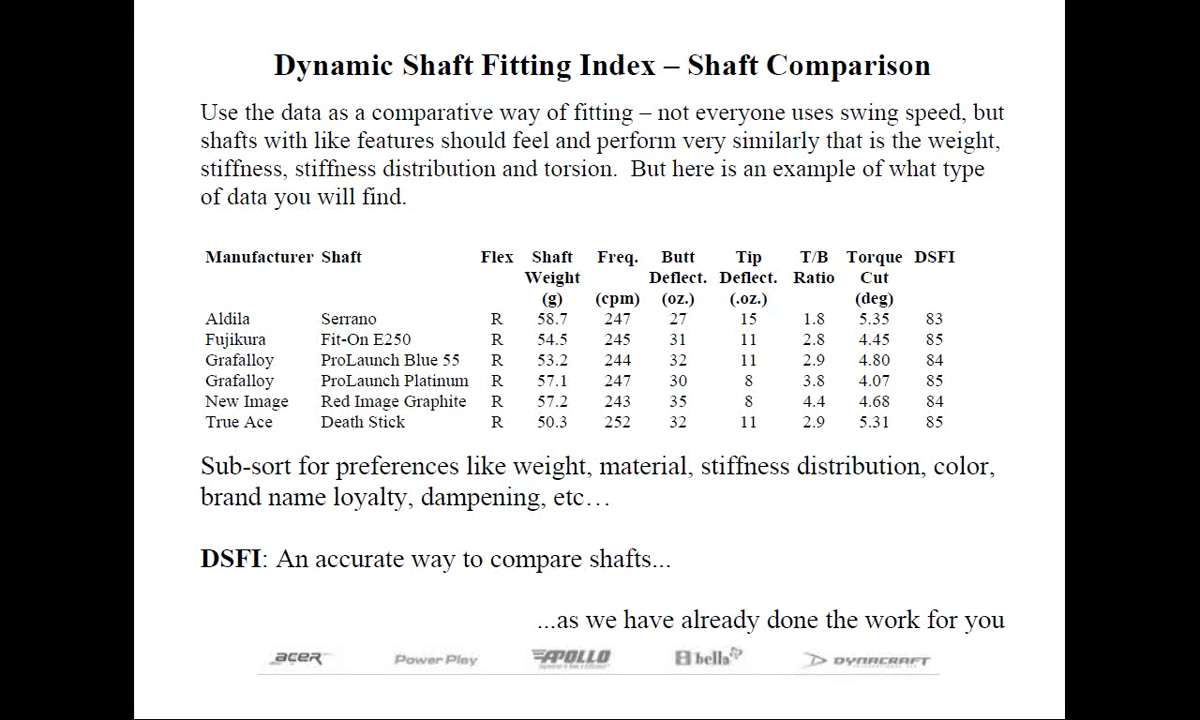 Dynamic Shaft Fitting Index – Shaft Comparison
Use the data as a comparative way of fitting – not everyone uses swing speed, but
shafts with like features should feel and perform very similarly that is the weight,
stiffness, stiffness distribution and torsion.  But here is an example of what type
of data you will find.
Manufacturer Shaft Flex Shaft Freq. Butt Tip T/B Torque DSFI
Weight Deflect. Deflect. Ratio Cut
(g) (cpm) (oz.) (.oz.) (deg)
Aldila Serrano R 58.7 247 27 15 1.8 5.35 83
Fujikura Fit-On E250 R 54.5 245 31 11 2.8 4.45 85
Grafalloy ProLaunch Blue 55 R 53.2 244 32 11 2.9 4.80 84
Grafalloy ProLaunch Platinum R 57.1 247 30 8 3.8 4.07 85
New Image Red Image Graphite R 57.2 243 35 8 4.4 4.68 84
True Ace Death Stick R 50.3 252 32 11 2.9 5.31 85
Sub-sort for preferences like weight, material, stiffness distribution, color,
brand name loyalty, dampening, etc…
DSFI: An accurate way to compare shafts...
...as we have already done the work for you
acer Power Play APOLLO bella DYNACRAFT